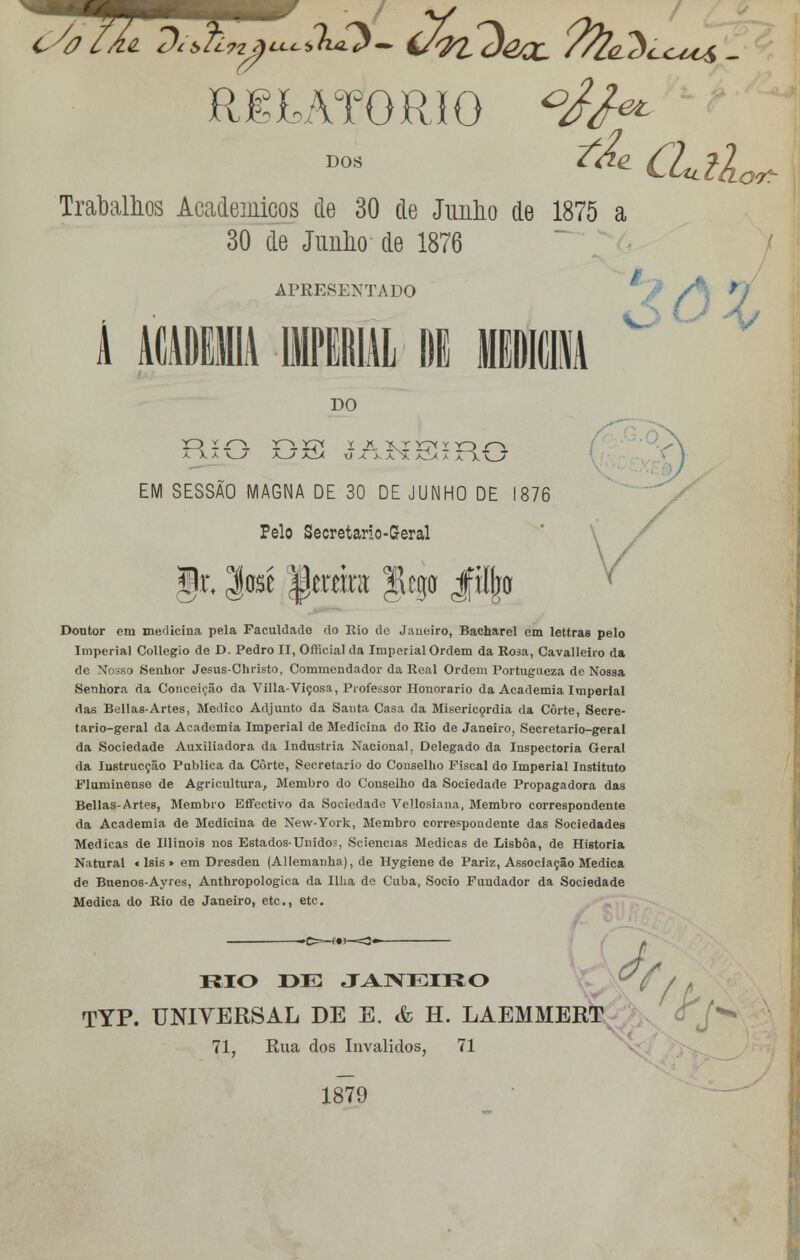 To The Distinguished - Index Medicus -
RELATORIO
of
DOS
the Author
Trabalhos Academicos de 30 de Junho de 1875 a
30 de Junho de 1876
APRESENTADO
Á ACADEMIA IMPERIAL DE MEDICINA
DO
RIO DE JANEIRO
EM SESSÃO MAGNA DE 30 DE JUNHO DE 1876
Pelo Secretario-Geral
Dr. José Pereira Rego Filho
Doutor em medicina pela Faculdade do Rio de Janeiro, Bacharel em lettras pelo
Imperial Collegio de D. Pedro II, Official da Imperial Ordem da Rosa, Cavalleiro da
de Nosso Senhor Jesus-Christo, Commendador da Real Ordem Portugueza de Nossa
Senhora da Conceição da Villa-Viçosa, Professor Honorario da Academia Imperial
das Bellas-Artes, Medico Adjunto da Santa Casa da Misericordia da Côrte, Secre-
tario-geral da Academia Imperial de Medicina do Rio de Janeiro, Secretario-geral
da Sociedade Auxiliadora da Industria Nacional, Delegado da Inspectoria Geral
da Instrucção Publica da Côrte, Secretario do Conselho Fiscal do Imperial Instituto
Fluminense de Agricultura, Membro do Conselho da Sociedade Propagadora das
Bellas-Artes, Membro Effectivo da Sociedade Vellosiana, Membro correspondente
da Academia de Medicina de New-York, Membro correspondente das Sociedades
Medicas de Illinois nos Estados-Unidos, Sciencias Medicas de Lisbôa, de Historia
Natural « Isis » em Dresden (Allemanha), de Hygiene de Pariz, Associação Medica
de Buenos-Ayres, Anthropologica da Ilha de Cuba, Socio Fundador da Sociedade
Medica do Rio de Janeiro, etc., etc.
RIO DE JANEIRO
TYP. UNIVERSAL DE E. & H. LAEMMERT
71, Rua dos Invalidos, 71
1879